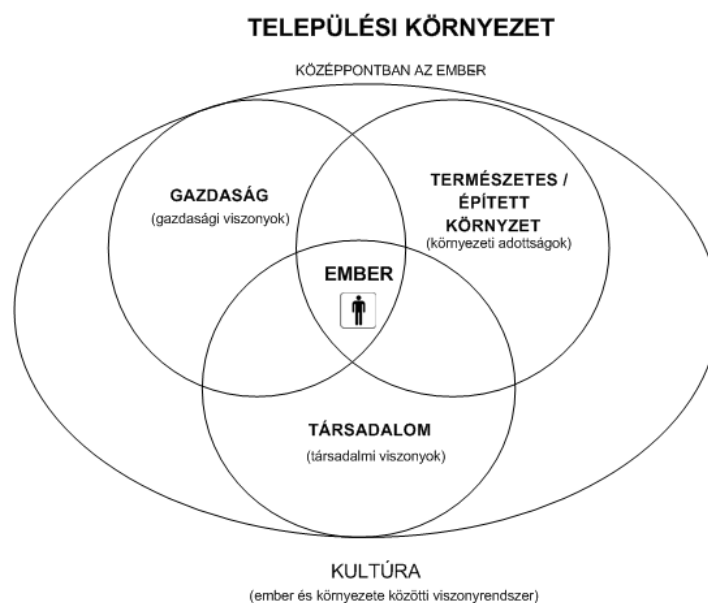 TELEPÜLÉSI KÖRNYEZET
KÖZÉPPONTBAN AZ EMBER
GAZDASÁG
(gazdasági viszonyok)
TERMÉSZETES /
ÉPÍTETT
KÖRNYZET
(környezeti adottságok)
EMBER
TÁRSADALOM
(társadalmi viszonyok)
KULTÚRA
(ember és környezete közötti viszonyrendszer)